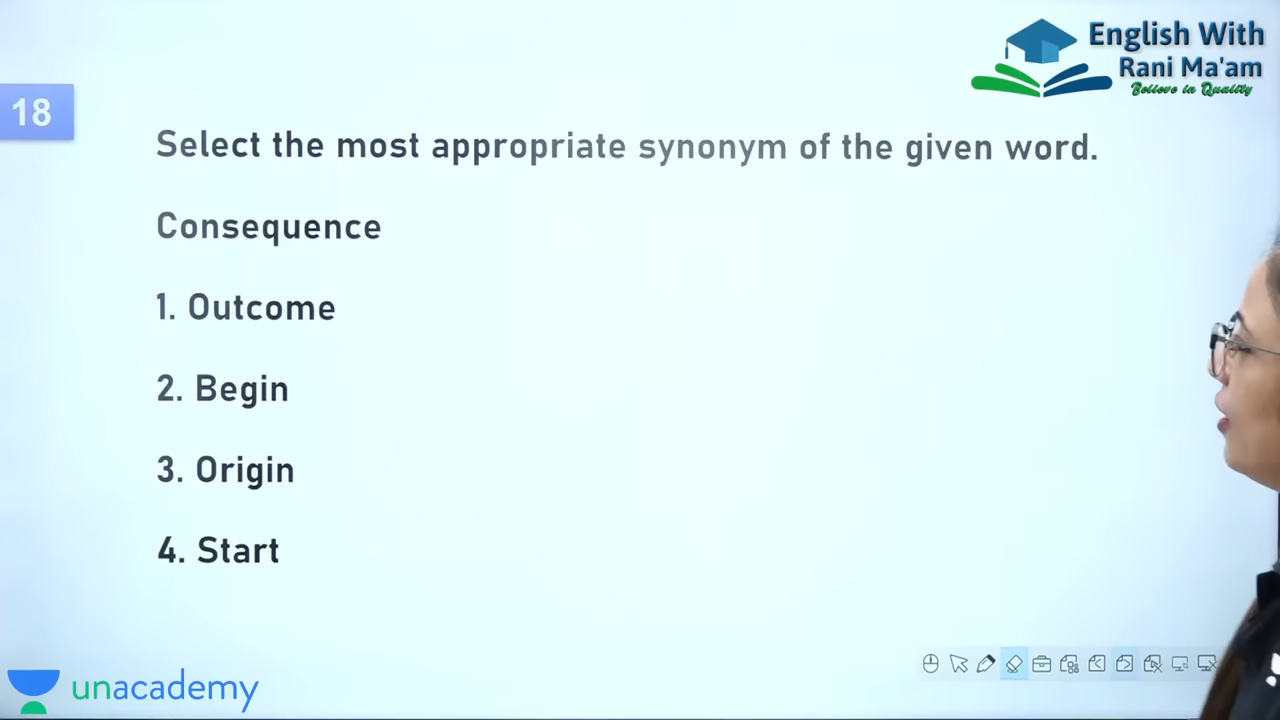 English With
Rani Ma'am
Believe in Quality
18
Select the most appropriate synonym of the given word.
Consequence
1. Outcome
2. Begin
3. Origin
4. Start
unacademy